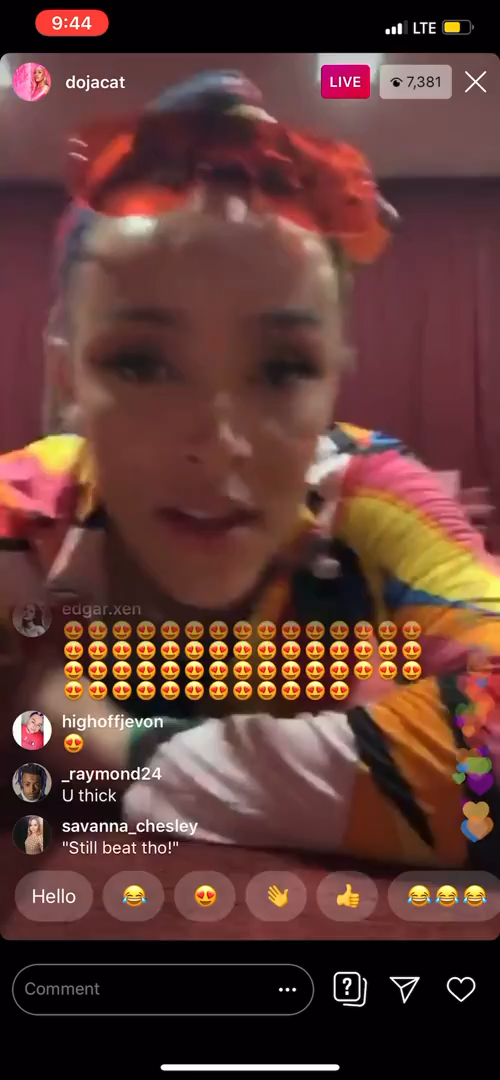 9:44
LTE
dojacat
LIVE
7,381
edgar.xen
😍😍😍😍😍😍😍😍😍😍😍😍😍😍😍
😍😍😍😍😍😍😍😍😍😍😍😍😍😍😍
😍😍😍😍😍😍😍😍😍😍😍😍😍😍😍
😍😍😍😍😍😍😍😍😍😍😍😍
highoffjevon
😍
_raymond24
U thick
savanna_chesley
"Still beat tho!"
Hello 😂 😍 👋 👍 😂😂😂
Comment ...